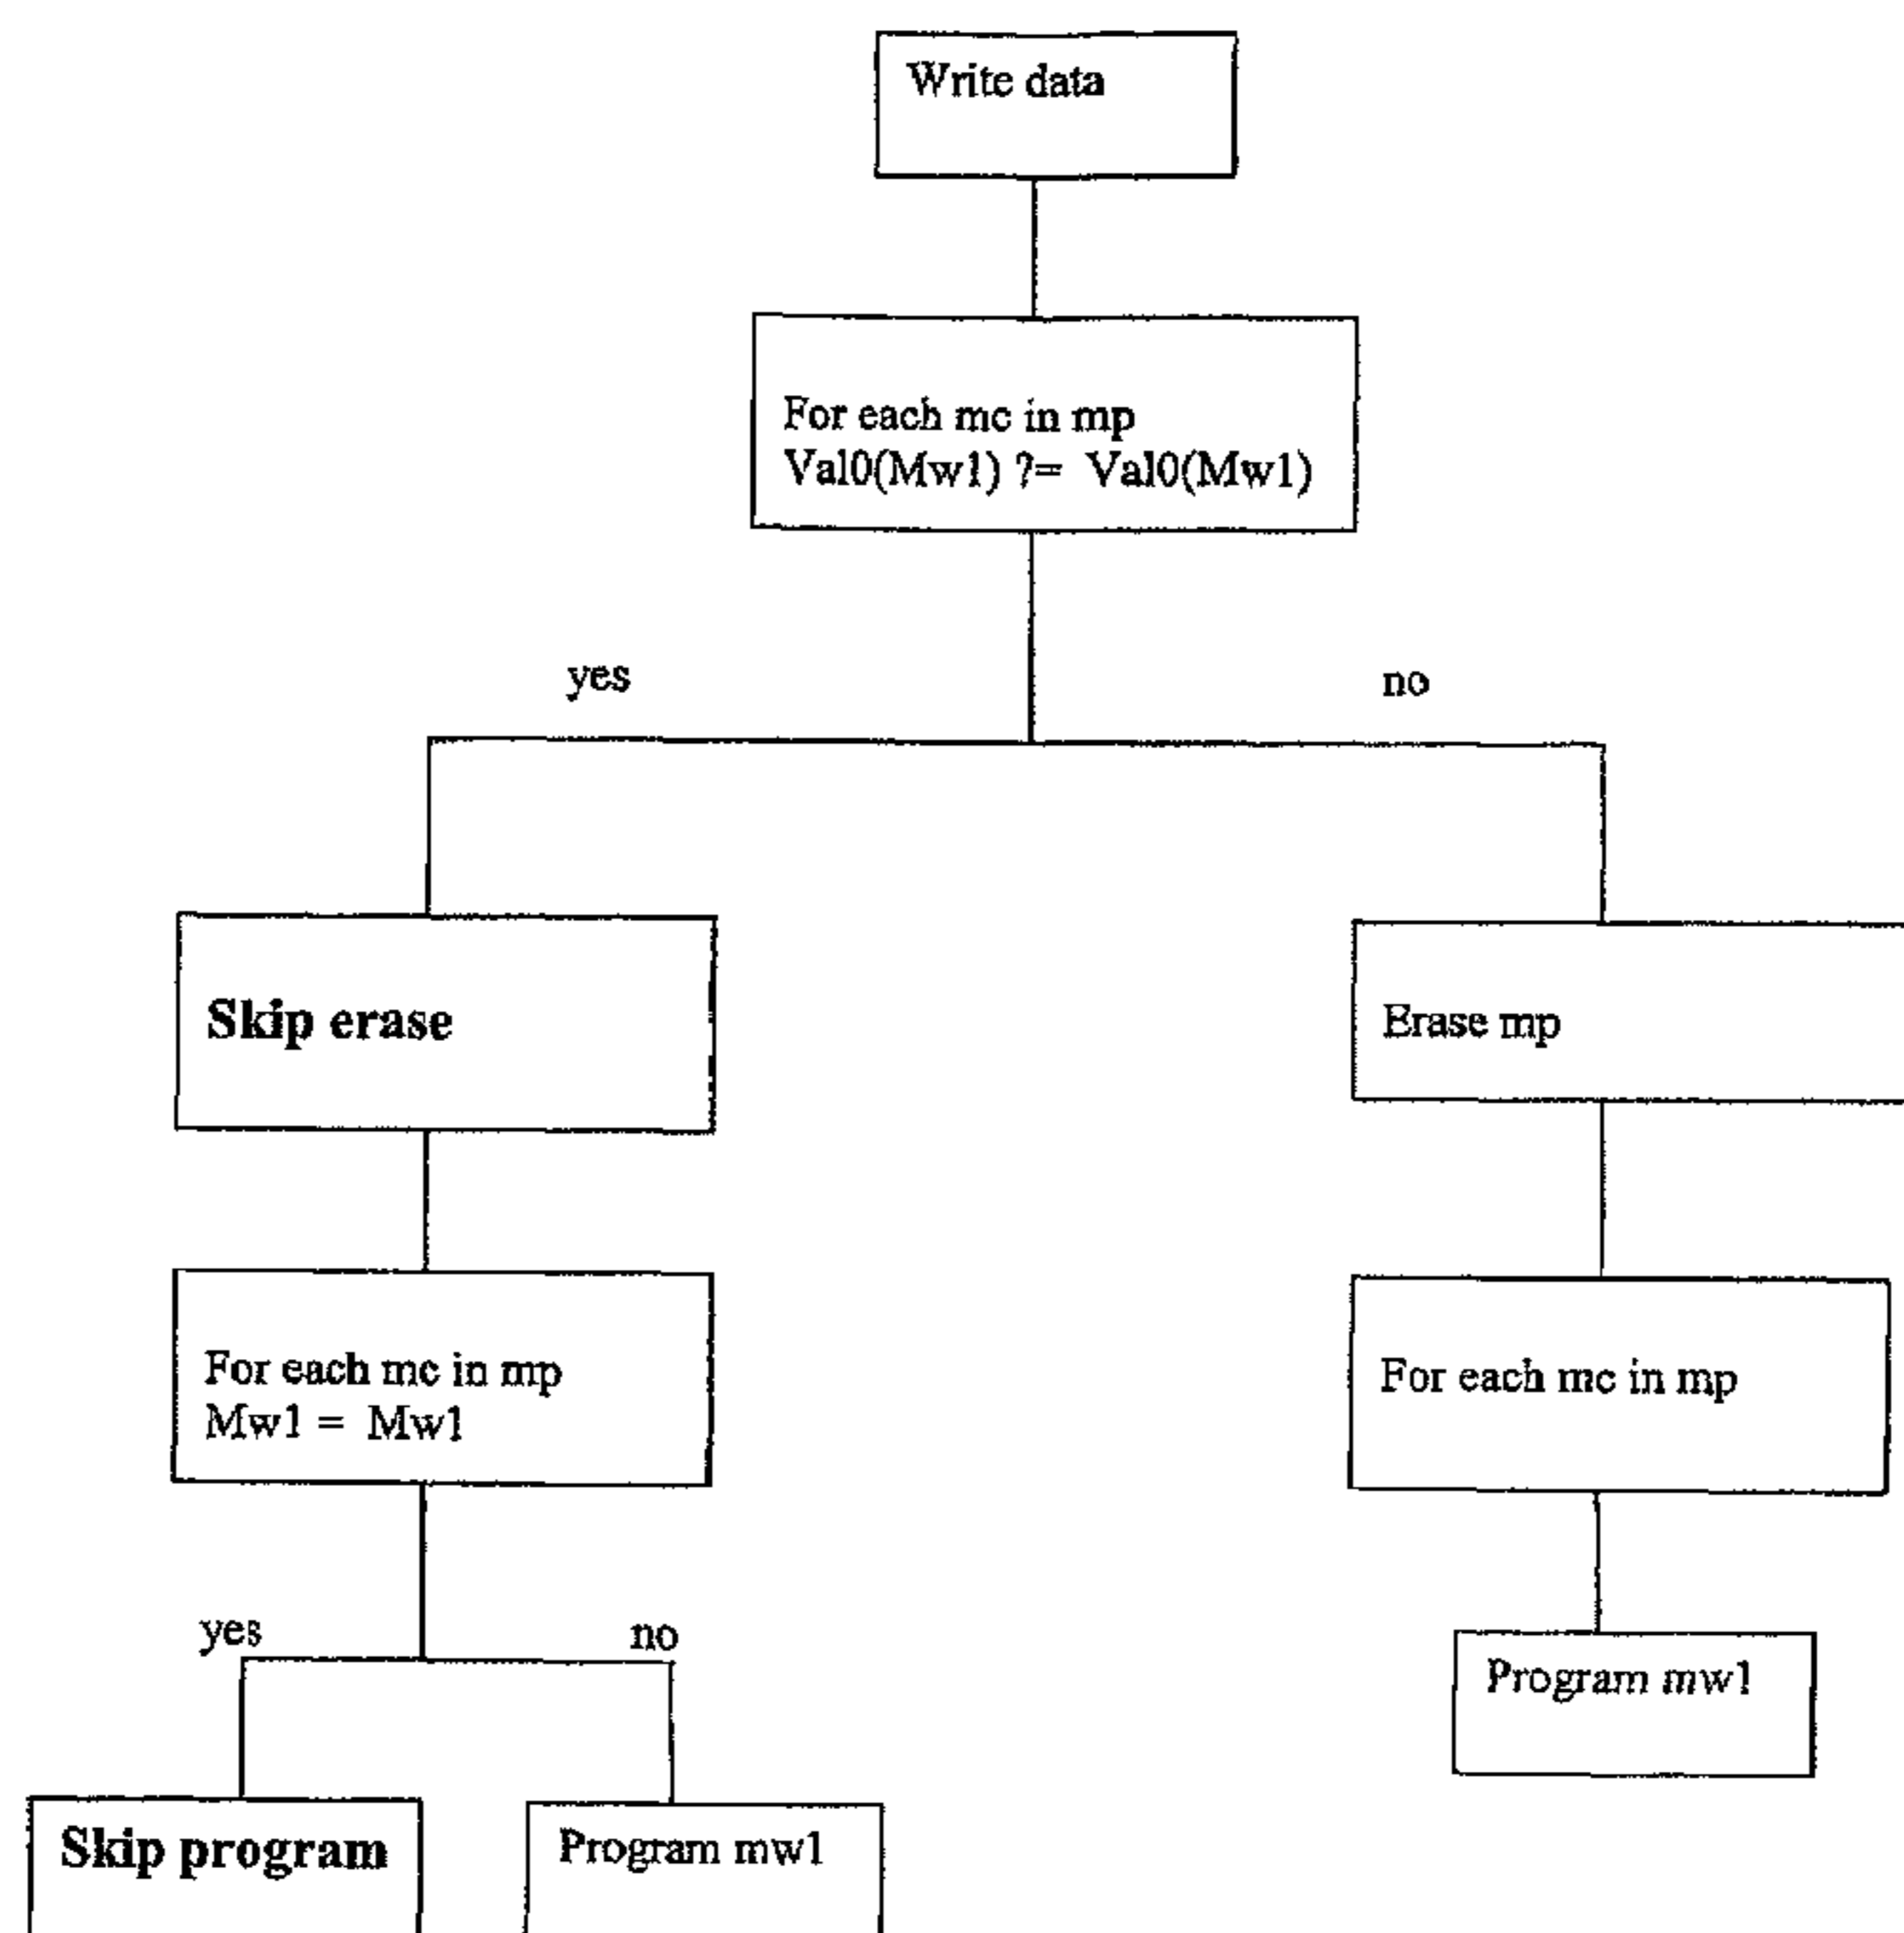 Write data
For each mc in mp
Val0(Mw1) ?= Val0(Mw1)
yes
no
Skip erase
Erase mp
For each mc in mp
Mw1 = Mw1
For each mc in mp
yes
no
Program mw1
Skip program
Program mw1